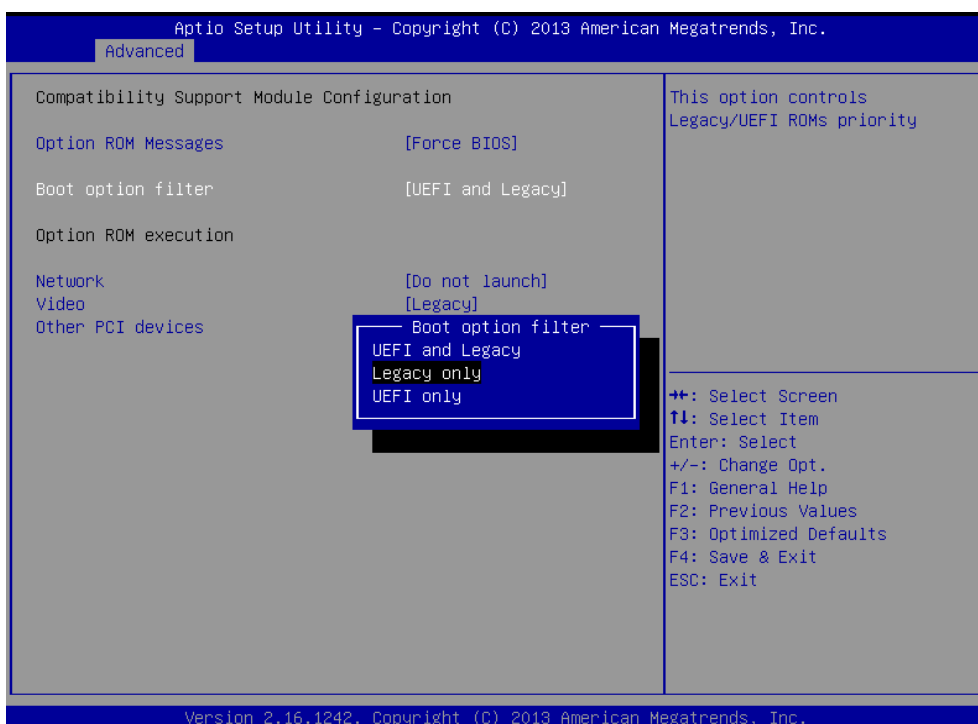 Aptio Setup Utility – Copyright (C) 2013 American Megatrends, Inc.
Advanced
Compatibility Support Module Configuration
Option ROM Messages [Force BIOS]
Boot option filter [UEFI and Legacy]
Option ROM execution
Network [Do not launch]
Video [Legacy]
Other PCI devices
Boot option filter
UEFI and Legacy
Legacy only
UEFI only
This option controls
Legacy/UEFI ROMs priority
→←: Select Screen
↑↓: Select Item
Enter: Select
+/-: Change Opt.
F1: General Help
F2: Previous Values
F3: Optimized Defaults
F4: Save & Exit
ESC: Exit
Version 2.16.1242. Copyright (C) 2013 American Megatrends, Inc.